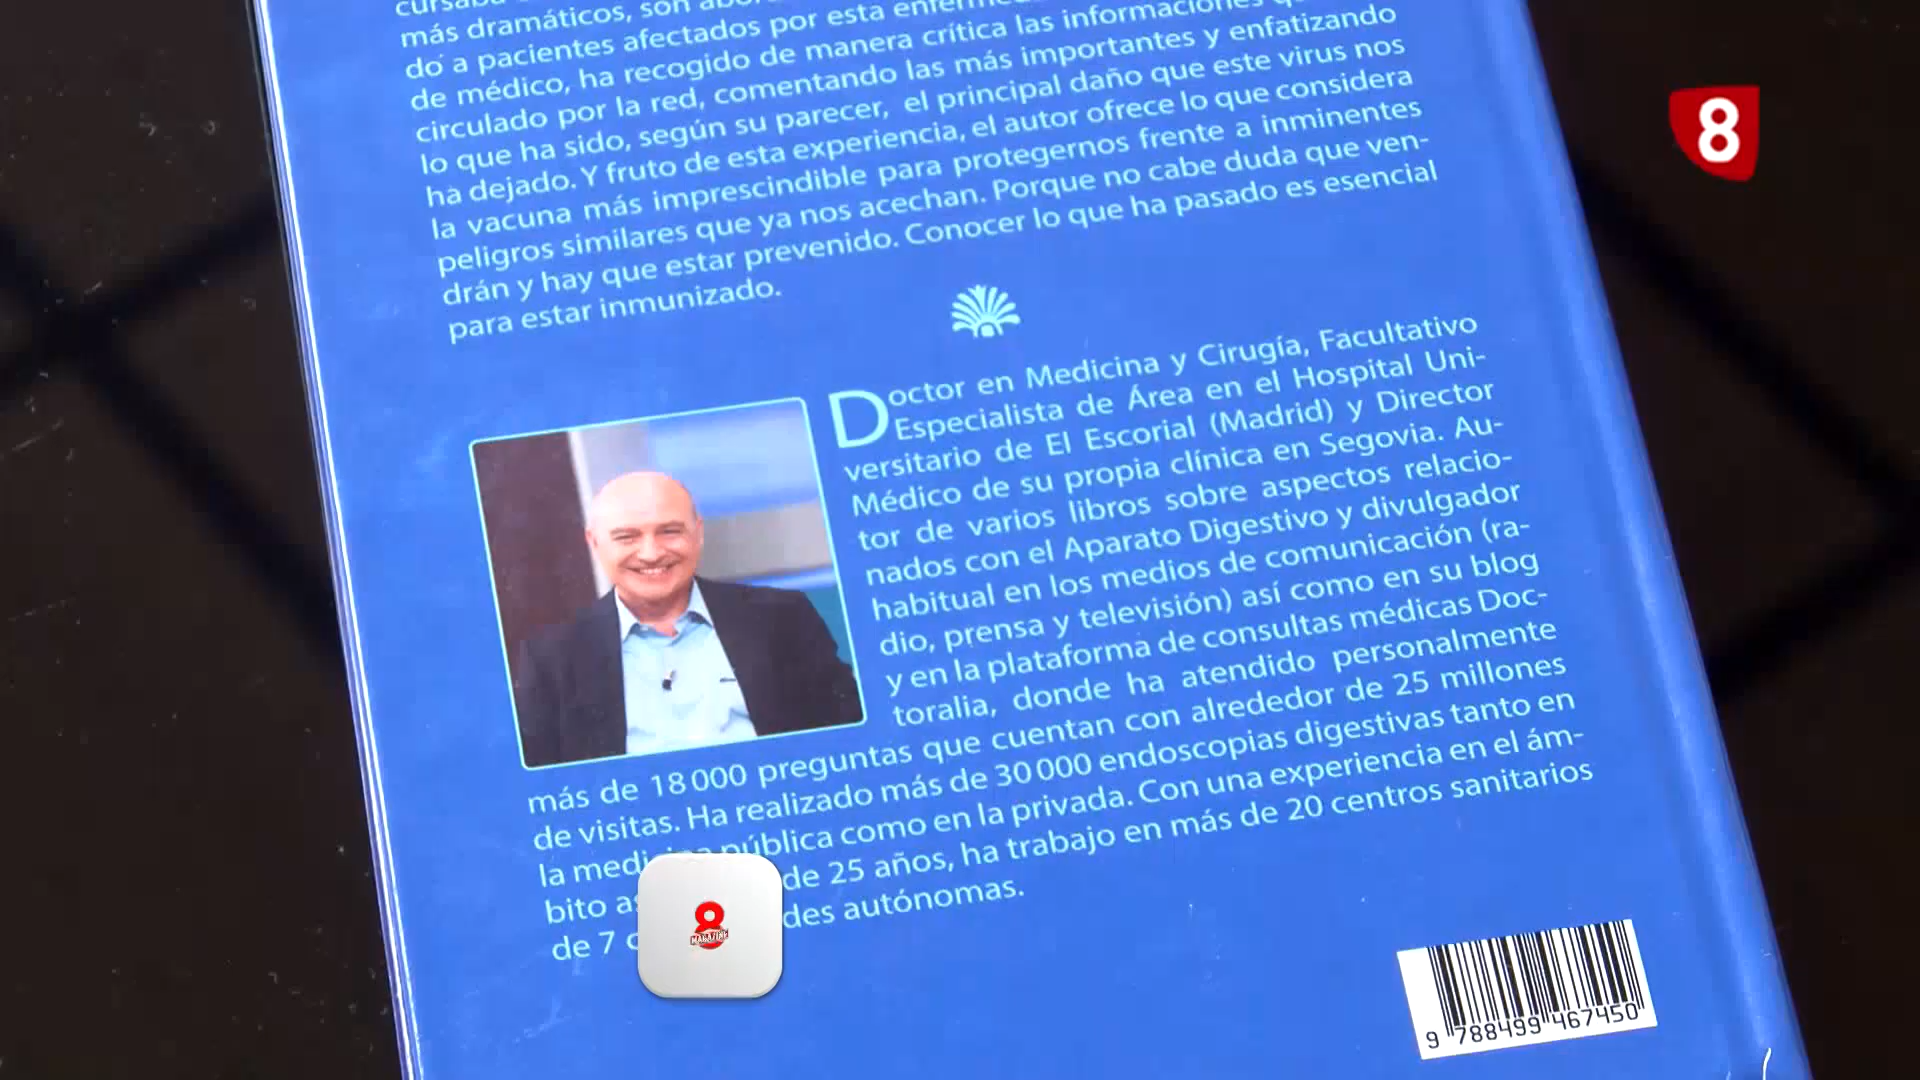 más dramáticos, son
do a pacientes afectados por esta
de médico, ha recogido de manera crítica las informaciones
circulado por la red, comentando las más importantes y enfatizando
lo que ha sido, según su parecer, el principal daño que este virus nos
ha dejado. Y fruto de esta experiencia, el autor ofrece lo que considera
la vacuna más imprescindible para protegernos frente a inminentes
peligros similares que ya nos acechan. Porque no cabe duda que ven-
drán y hay que estar prevenido. Conocer lo que ha pasado es esencial
para estar inmunizado.
Doctor en Medicina y Cirugía, Facultativo
Especialista de Área en el Hospital Uni-
versitario de El Escorial (Madrid) y Director
Médico de su propia clínica en Segovia. Au-
tor de varios libros sobre aspectos relacio-
nados con el Aparato Digestivo y divulgador
habitual en los medios de comunicación (ra-
dio, prensa y televisión) así como en su blog
y en la plataforma de consultas médicas Doc-
toralia, donde ha atendido personalmente
más de 18 000 preguntas que cuentan con alrededor de 25 millones
de visitas. Ha realizado más de 30 000 endoscopias digestivas tanto en
la medicina pública como en la privada. Con una experiencia en el ám-
bito de 25 años, ha trabajo en más de 20 centros sanitarios
de 7 des autónomas.
9 788499 467450
8
8
MAGAZINE